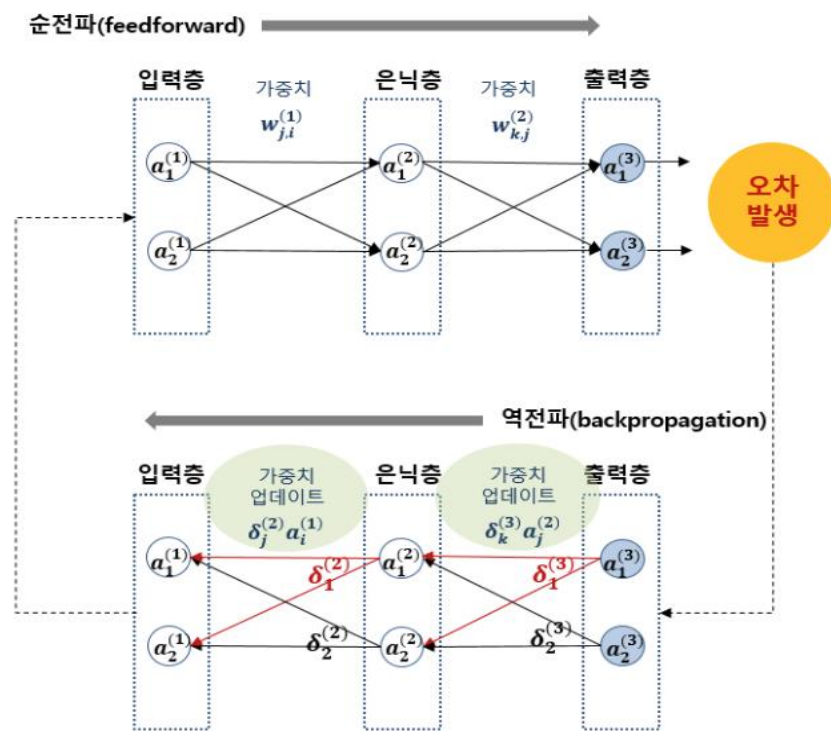 순전파(feedforward)
입력층 은닉층 출력층
가중치 가중치
w_{j,i}^{(1)} w_{k,j}^{(2)}
a_1^{(1)} a_1^{(2)} a_1^{(3)}
오차
발생
a_2^{(1)} a_2^{(2)} a_2^{(3)}
역전파(backpropagation)
입력층 은닉층 출력층
가중치 가중치
업데이트 업데이트
δ_j^{(2)} a_i^{(1)} δ_k^{(3)} a_j^{(2)}
a_1^{(1)} δ_1^{(2)} a_1^{(2)} δ_1^{(3)} a_1^{(3)}
a_2^{(1)} δ_2^{(2)} a_2^{(2)} δ_2^{(3)} a_2^{(3)}